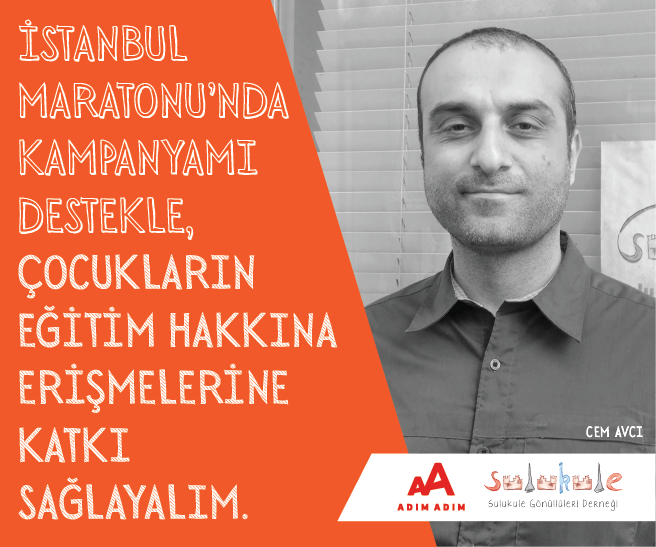 İSTANBUL
MARATONU'NDA
KAMPANYAMI
DESTEKLE,
ÇOCUKLARIN
EĞİTİM HAKKINA
ERİŞMELERİNE
KATKI
SAĞLAYALIM.
CEM AVCI
AA
ADIM ADIM
Sulukule
Sulukule Gönüllüleri Derneği